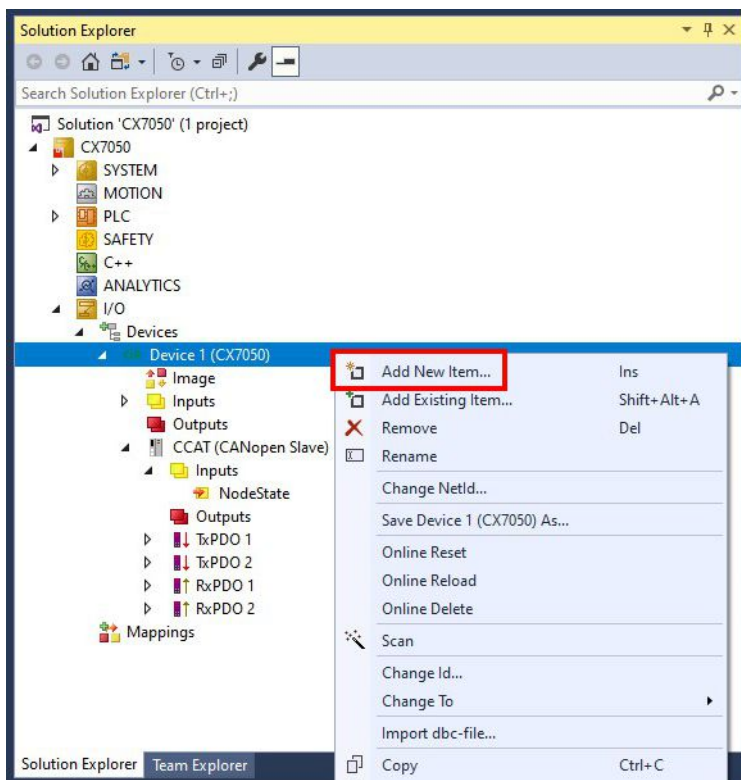 Solution Explorer
Search Solution Explorer (Ctrl+;)
Solution 'CX7050' (1 project)
CX7050
SYSTEM
MOTION
PLC
SAFETY
C++
ANALYTICS
I/O
Devices
Device 1 (CX7050)
Image
Inputs
Outputs
CCAT (CANopen Slave)
Inputs
NodeState
Outputs
TxPDO 1
TxPDO 2
RxPDO 1
RxPDO 2
Mappings
Add New Item... Ins
Add Existing Item... Shift+Alt+A
Remove Del
Rename
Change NetId...
Save Device 1 (CX7050) As...
Online Reset
Online Reload
Online Delete
Scan
Change Id...
Change To
Import dbc-file...
Copy Ctrl+C
Solution Explorer Team Explorer